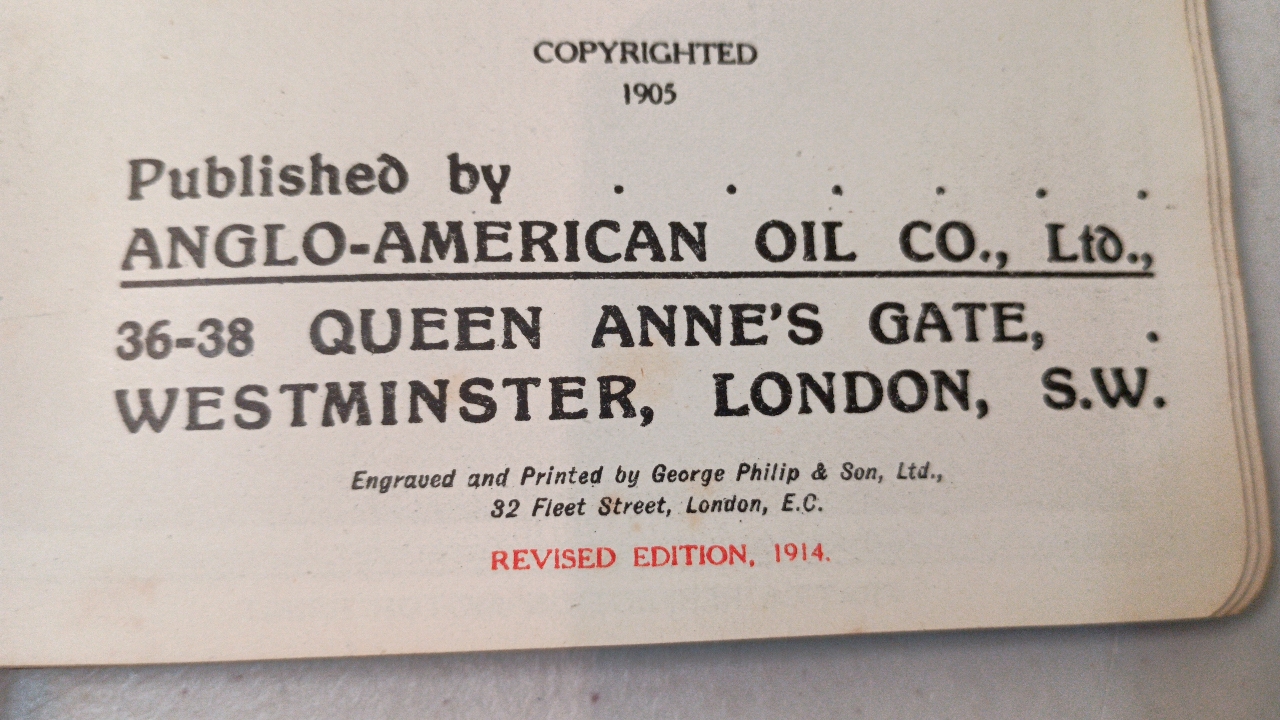 COPYRIGHTED
1905
Published by . . . . . .
ANGLO-AMERICAN OIL CO., Ltd.,
36-38 QUEEN ANNE'S GATE, .
WESTMINSTER, LONDON, S.W.
Engraved and Printed by George Philip & Son, Ltd.,
32 Fleet Street, London, E.C.
REVISED EDITION, 1914.